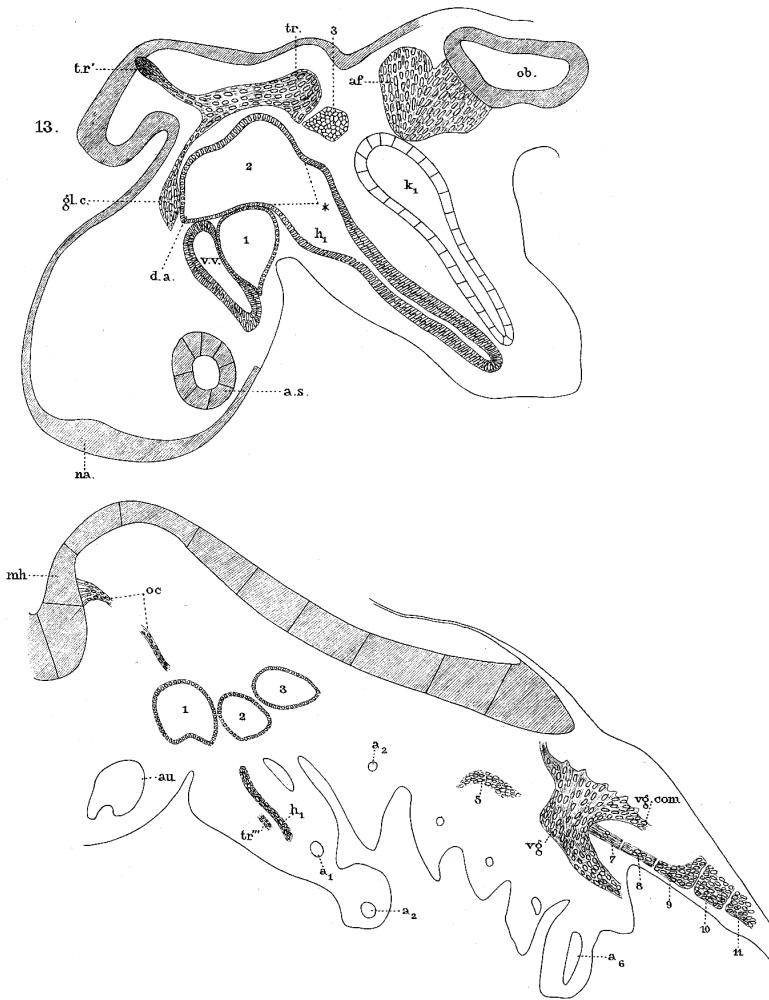 tr.
3
tr'
af
ob.
13.
2
k₁
gl.c.
*
h₁
1
v.v.
d.a.
a.s.
na.
mh
oc
3
1
2
a₂
au.
5
vg.com
h₁
tr'''
vg
7
8
a₁
9
10
a₂
11
a₆